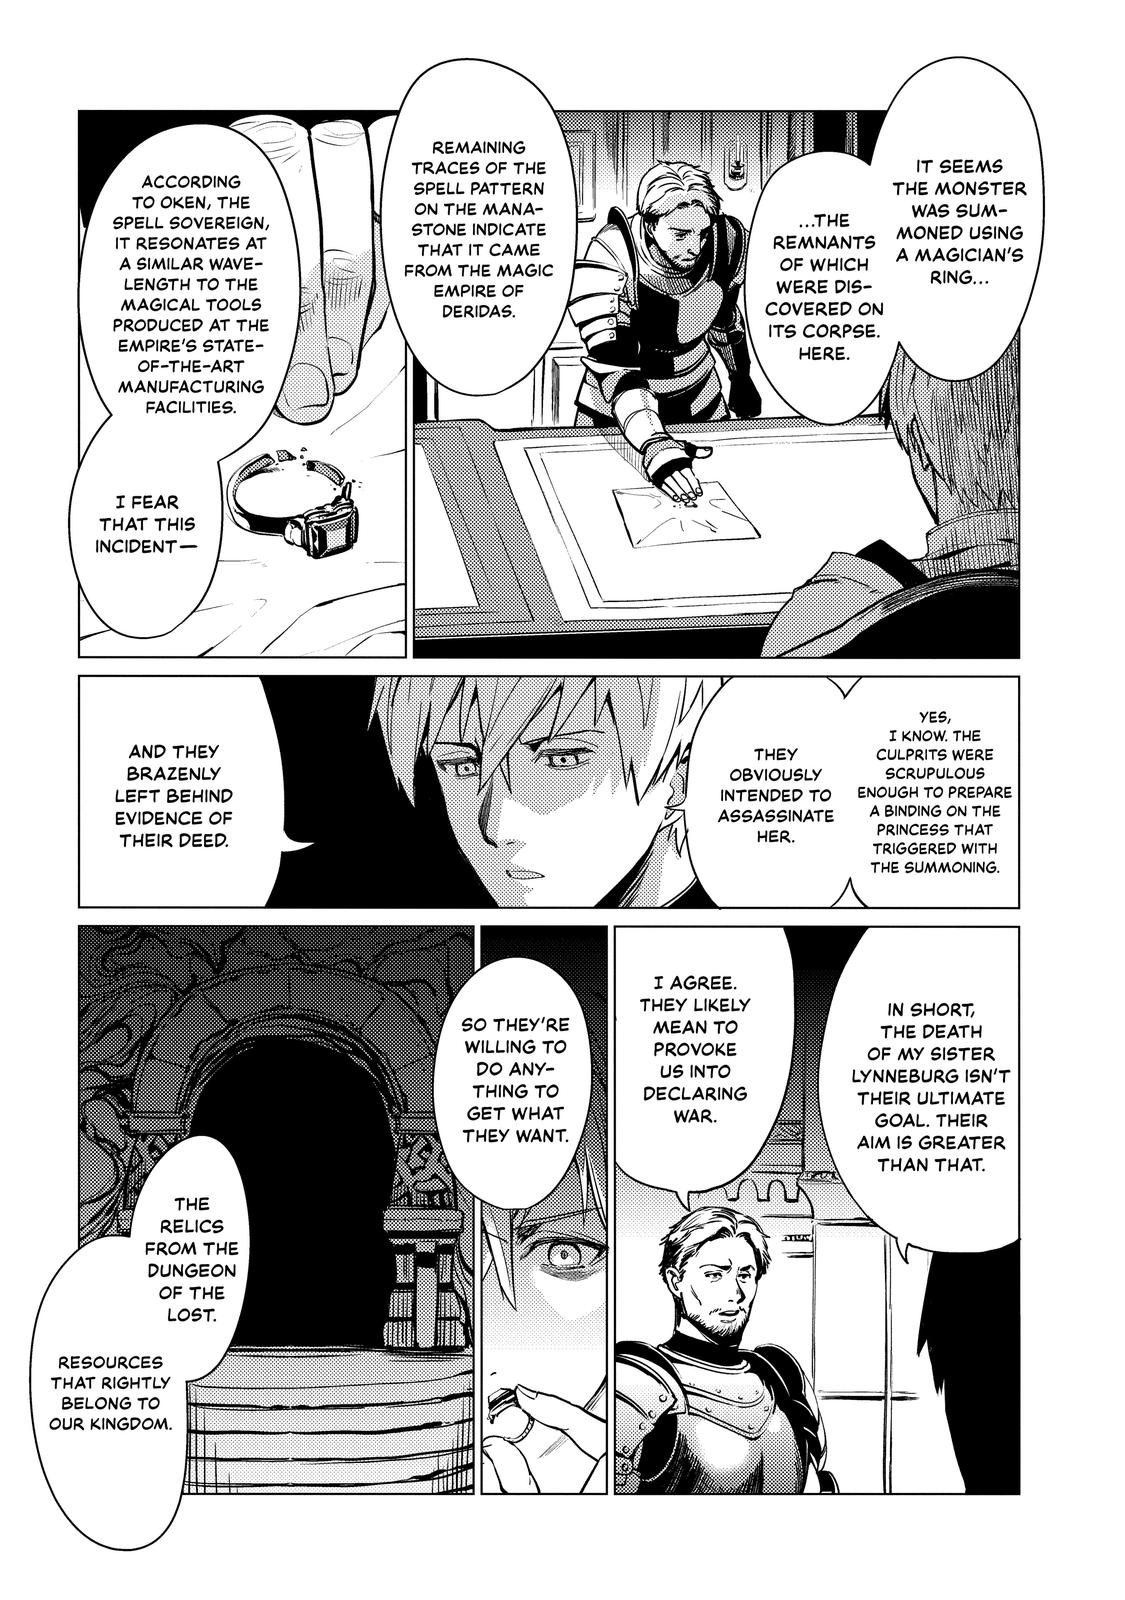 IT SEEMS
THE MONSTER
WAS SUM-
MONED USING
A MAGICIAN'S
RING...
...THE
REMNANTS
OF WHICH
WERE DIS-
COVERED ON
ITS CORPSE.
HERE.
REMAINING
TRACES OF THE
SPELL PATTERN
ON THE MANA-
STONE INDICATE
THAT IT CAME
FROM THE MAGIC
EMPIRE OF
DERIDAS.
ACCORDING
TO OKEN, THE
SPELL SOVEREIGN,
IT RESONATES AT
A SIMILAR WAVE-
LENGTH TO THE
MAGICAL TOOLS
PRODUCED AT THE
EMPIRE'S STATE-
OF-THE-ART
MANUFACTURING
FACILITIES.
I FEAR
THAT THIS
INCIDENT—
YES,
I KNOW. THE
CULPRITS WERE
SCRUPULOUS
ENOUGH TO PREPARE
A BINDING ON THE
PRINCESS THAT
TRIGGERED WITH
THE SUMMONING.
THEY
OBVIOUSLY
INTENDED TO
ASSASSINATE
HER.
AND THEY
BRAZENLY
LEFT BEHIND
EVIDENCE OF
THEIR DEED.
IN SHORT,
THE DEATH
OF MY SISTER
LYNNEBURG ISN'T
THEIR ULTIMATE
GOAL. THEIR
AIM IS GREATER
THAN THAT.
I AGREE.
THEY LIKELY
MEAN TO
PROVOKE
US INTO
DECLARING
WAR.
SO THEY'RE
WILLING TO
DO ANY-
THING TO
GET WHAT
THEY WANT.
THE
RELICS
FROM THE
DUNGEON
OF THE
LOST.
RESOURCES
THAT RIGHTLY
BELONG TO
OUR KINGDOM.